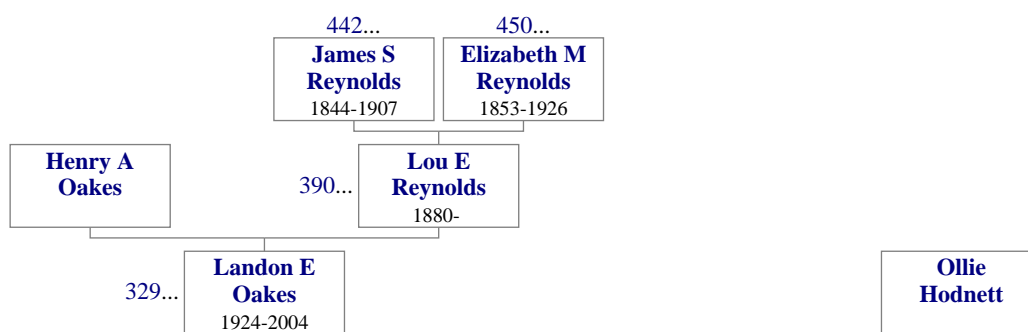 442...
450...
James S
Reynolds
1844-1907
Elizabeth M
Reynolds
1853-1926
Henry A
Oakes
390...
Lou E
Reynolds
1880-
329...
Landon E
Oakes
1924-2004
Ollie
Hodnett